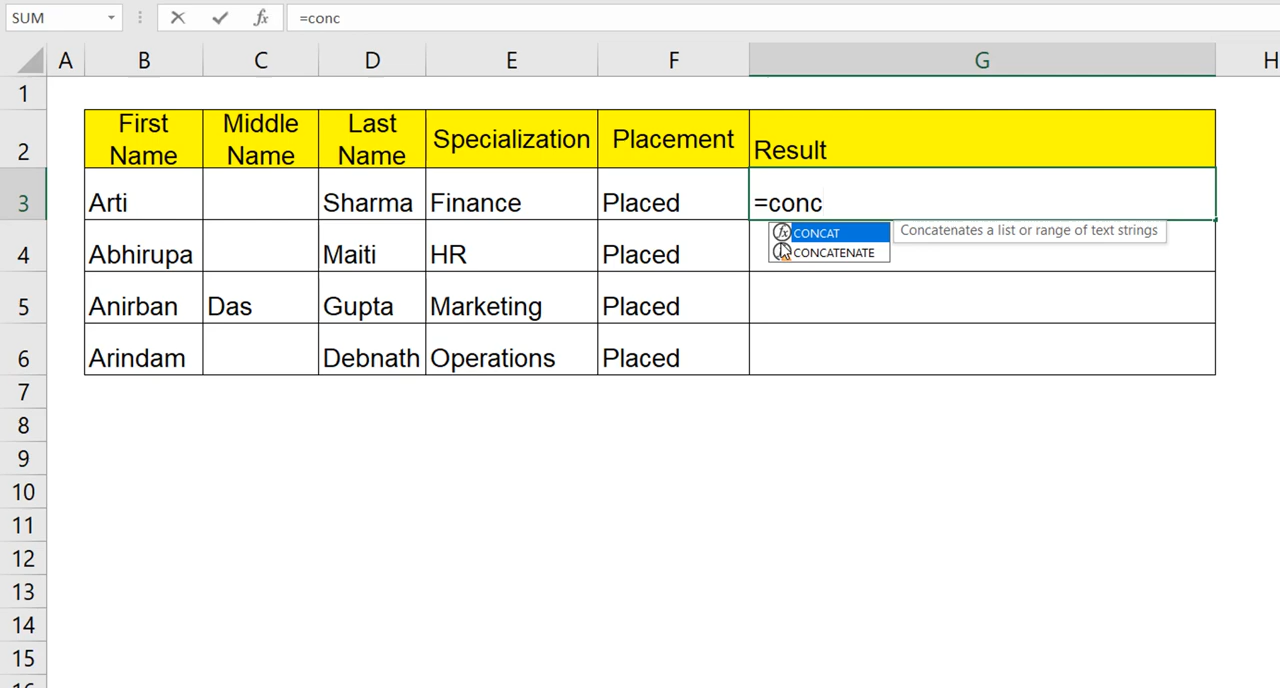 SUM
fx
=conc
A B C D E F G H
1
2 First Name Middle Name Last Name Specialization Placement Result
3 Arti Sharma Finance Placed =conc
CONCAT Concatenates a list or range of text strings
4 Abhirupa Maiti HR Placed
CONCATENATE
5 Anirban Das Gupta Marketing Placed
6 Arindam Debnath Operations Placed
7
8
9
10
11
12
13
14
15
16